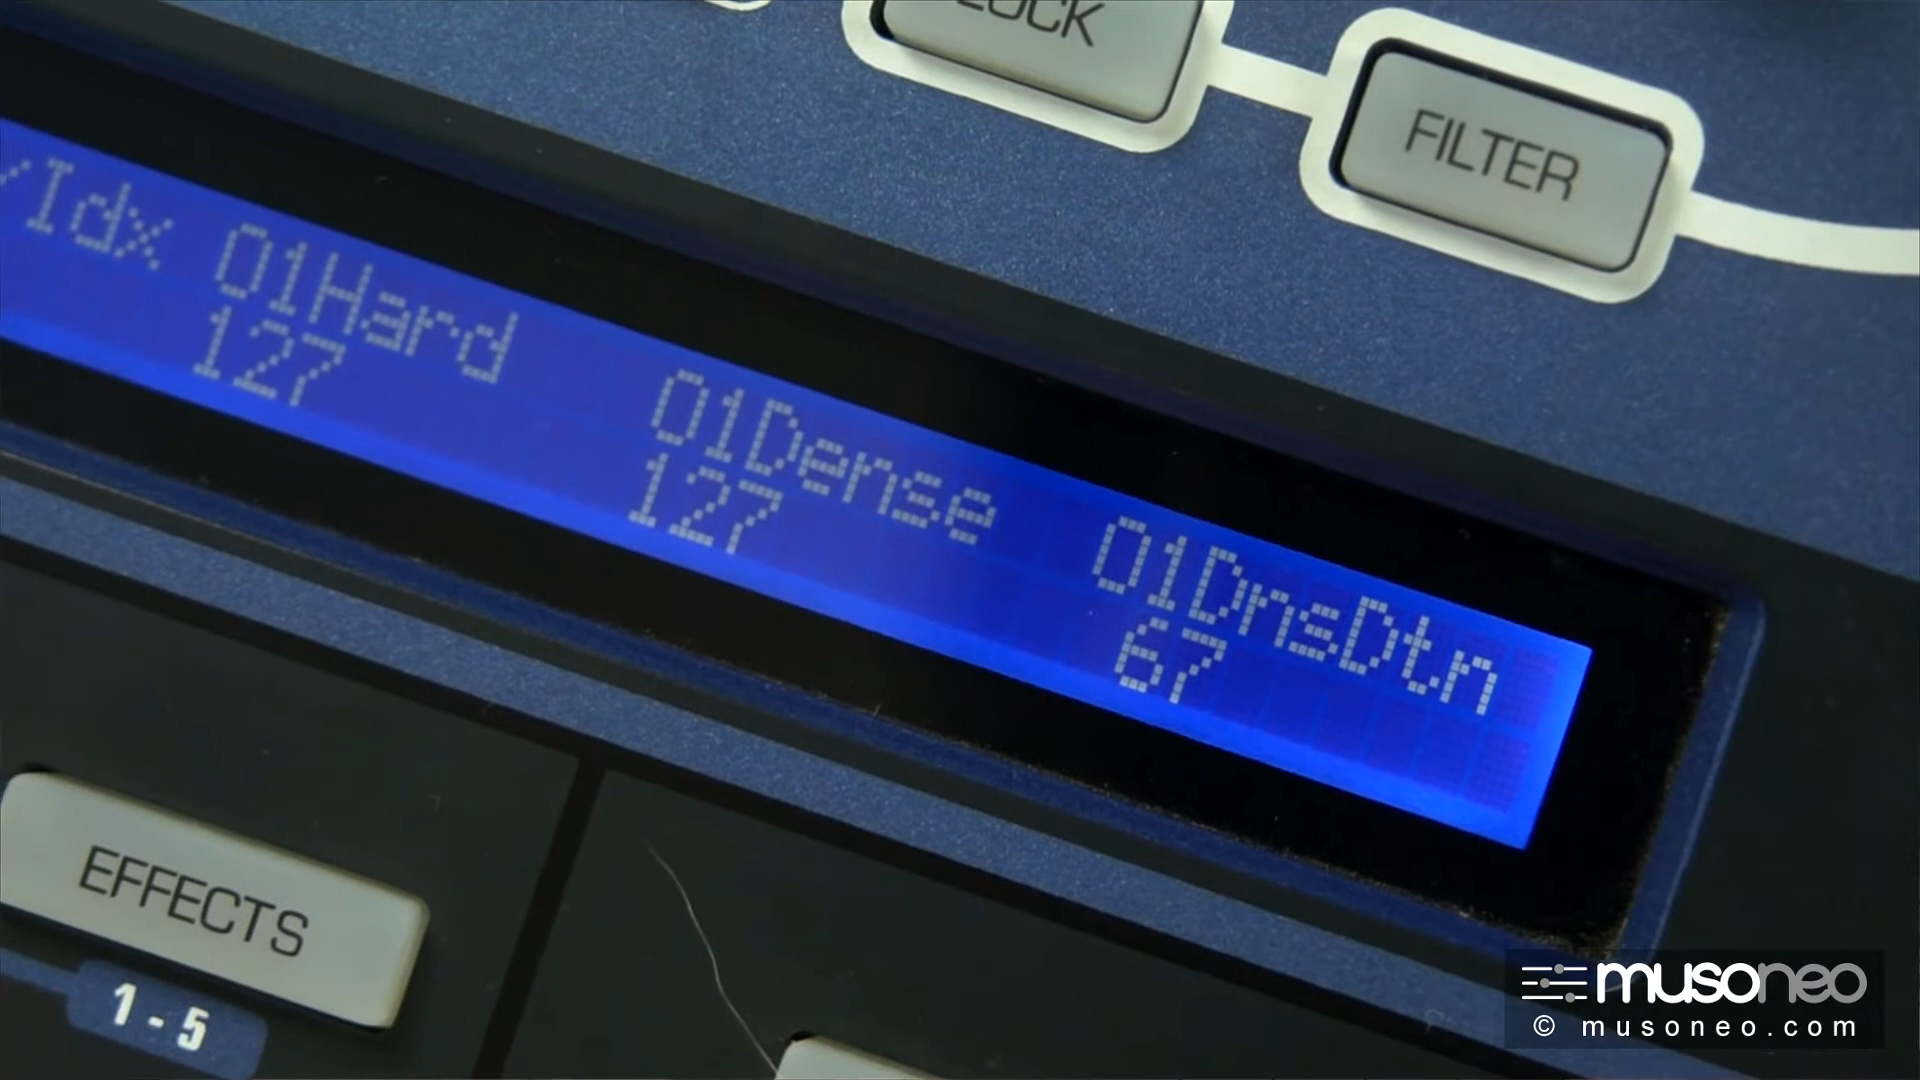 LOCK
FILTER
/Idx 01Hard 01Dense 01DnsDtn
127 127 67
EFFECTS
1 - 5
musoneo
© musoneo.com